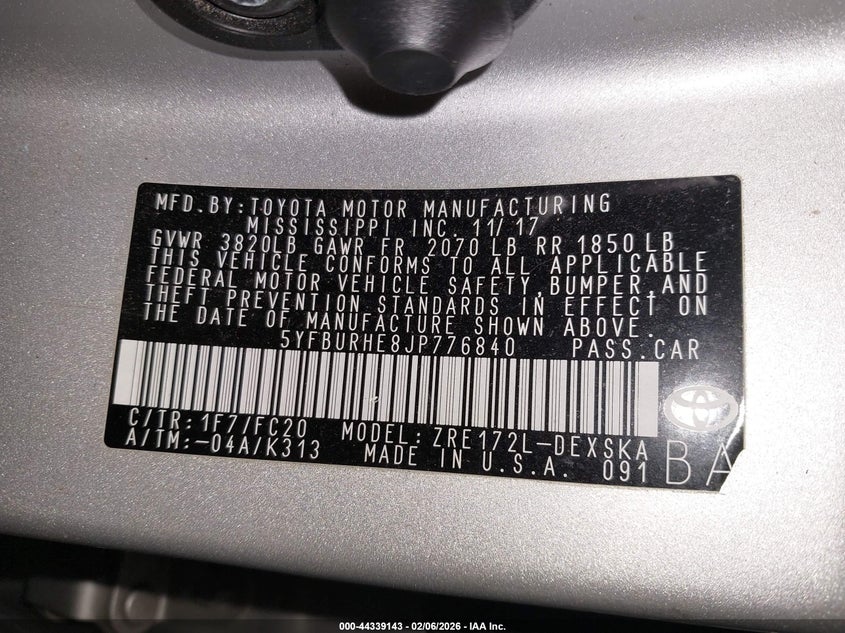 MFD.BY:TOYOTA MOTOR MANUFACTURING
MISSISSIPPI INC. 11/17
GVWR 3820LB GAWR FR 2070 LB RR 1850 LB
THIS VEHICLE CONFORMS TO ALL APPLICABLE
FEDERAL MOTOR VEHICLE SAFETY, BUMPER, AND
THEFT PREVENTION STANDARDS IN EFFECT ON
THE DATE OF MANUFACTURE SHOWN ABOVE.
5YFBURHE8JP776840 PASS.CAR
C/TR: 1F7/FC20 MODEL: ZRE172L-DEXSKA
A/TM:-04A/K313 MADE IN U.S.A. 091 BA
000-44339143 - 02/06/2026 - IAA Inc.